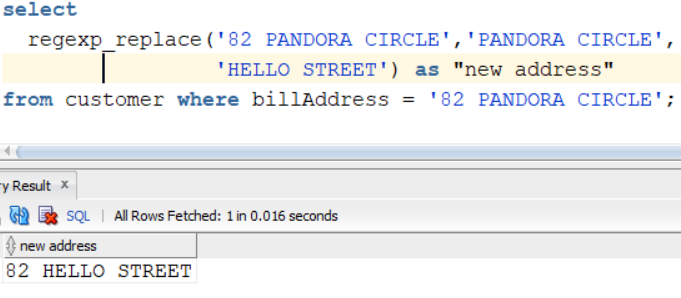 select
regexp_replace('82 PANDORA CIRCLE','PANDORA CIRCLE',
'HELLO STREET') as "new address"
from customer where billAddress = '82 PANDORA CIRCLE';
ry Result x
SQL | All Rows Fetched: 1 in 0.016 seconds
new address
82 HELLO STREET